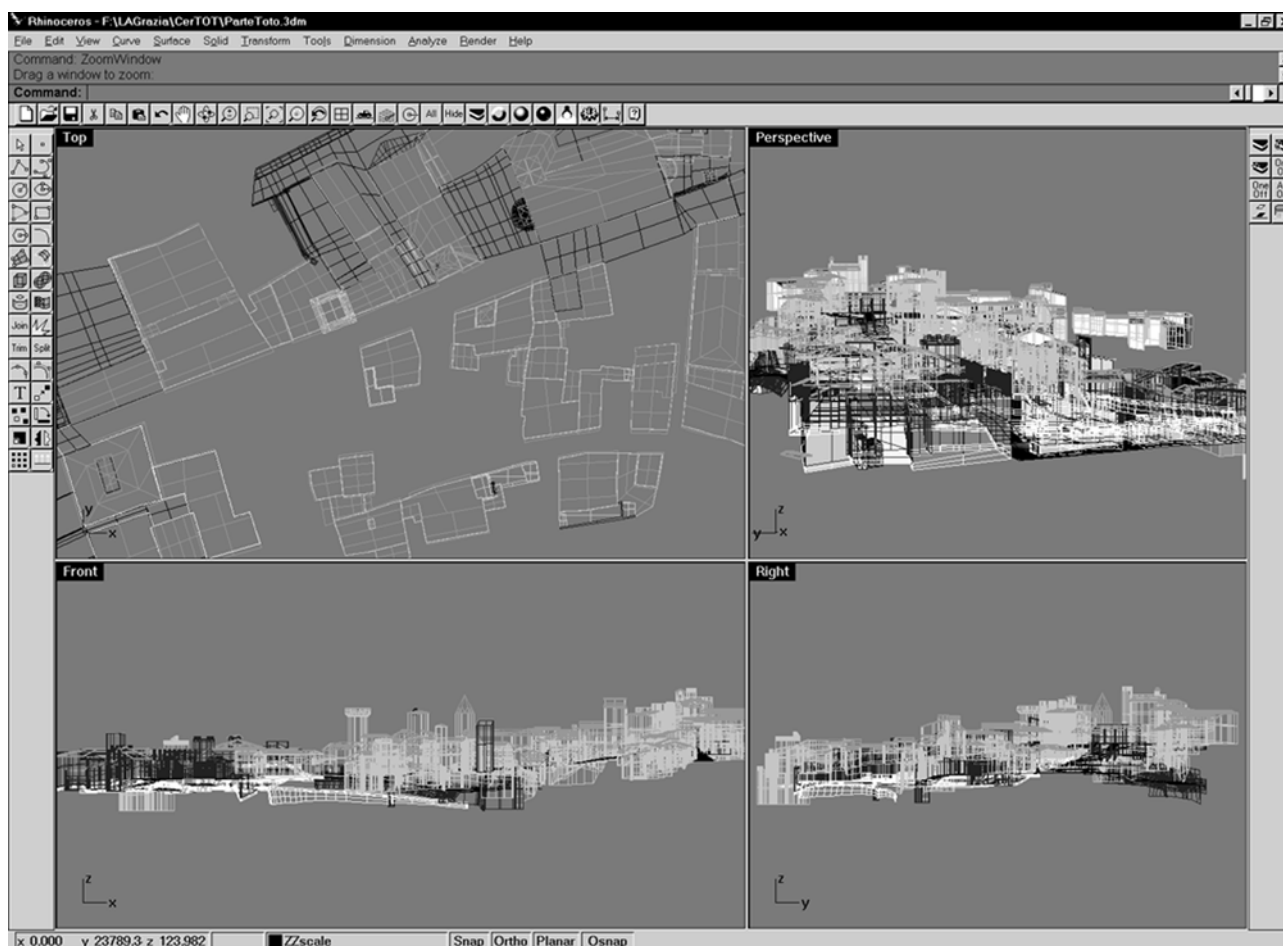 Rhinoceros - F:\LAGrazia\CerTOT\ParteToto.3dm
File Edit View Curve Surface Solid Transform Tools Dimension Analyze Render Help
Command: ZoomWindow
Drag a window to zoom:
Command:
All Hide
Top
Perspective
One
Off
Join
Trim Split
T
y
x
z
y x
Front
Right
z
x
z
y
x 0.000 y 23789.3 z 123.982 ZZscale Snap Ortho Planar Osnap